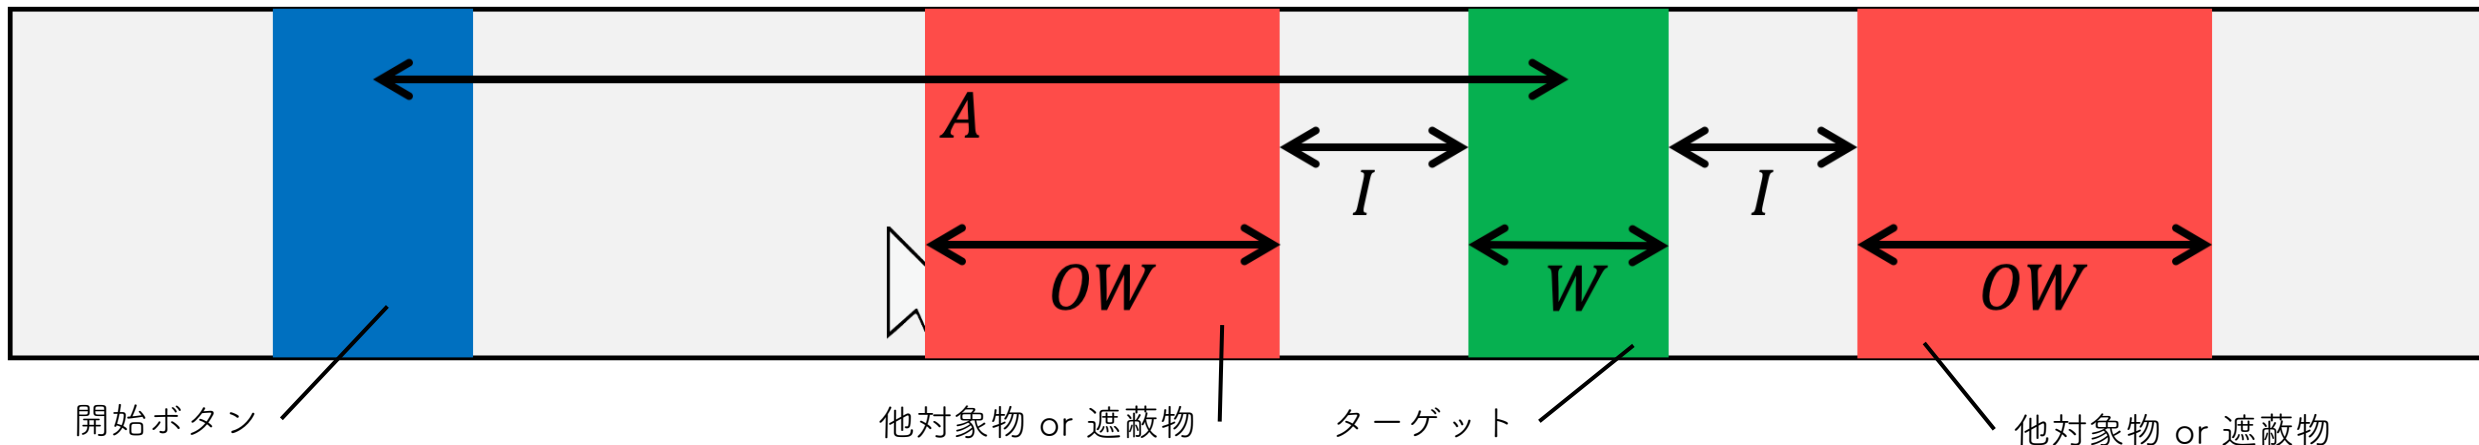 A
I
I
OW
W
OW
開始ボタン
他対象物 or 遮蔽物
ターゲット
他対象物 or 遮蔽物